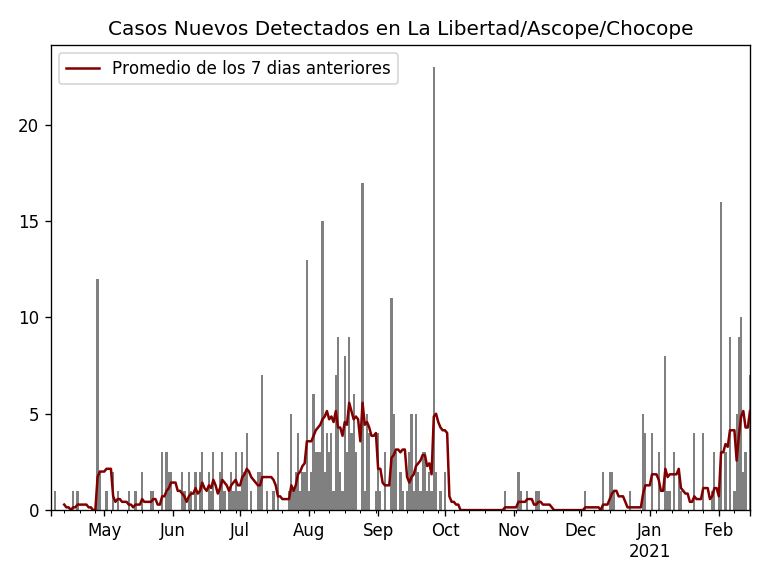 Casos Nuevos Detectados en La Libertad/Ascope/Chocope
Promedio de los 7 dias anteriores
20
15
10
5
0
May Jun Jul Aug Sep Oct Nov Dec Jan Feb
2021